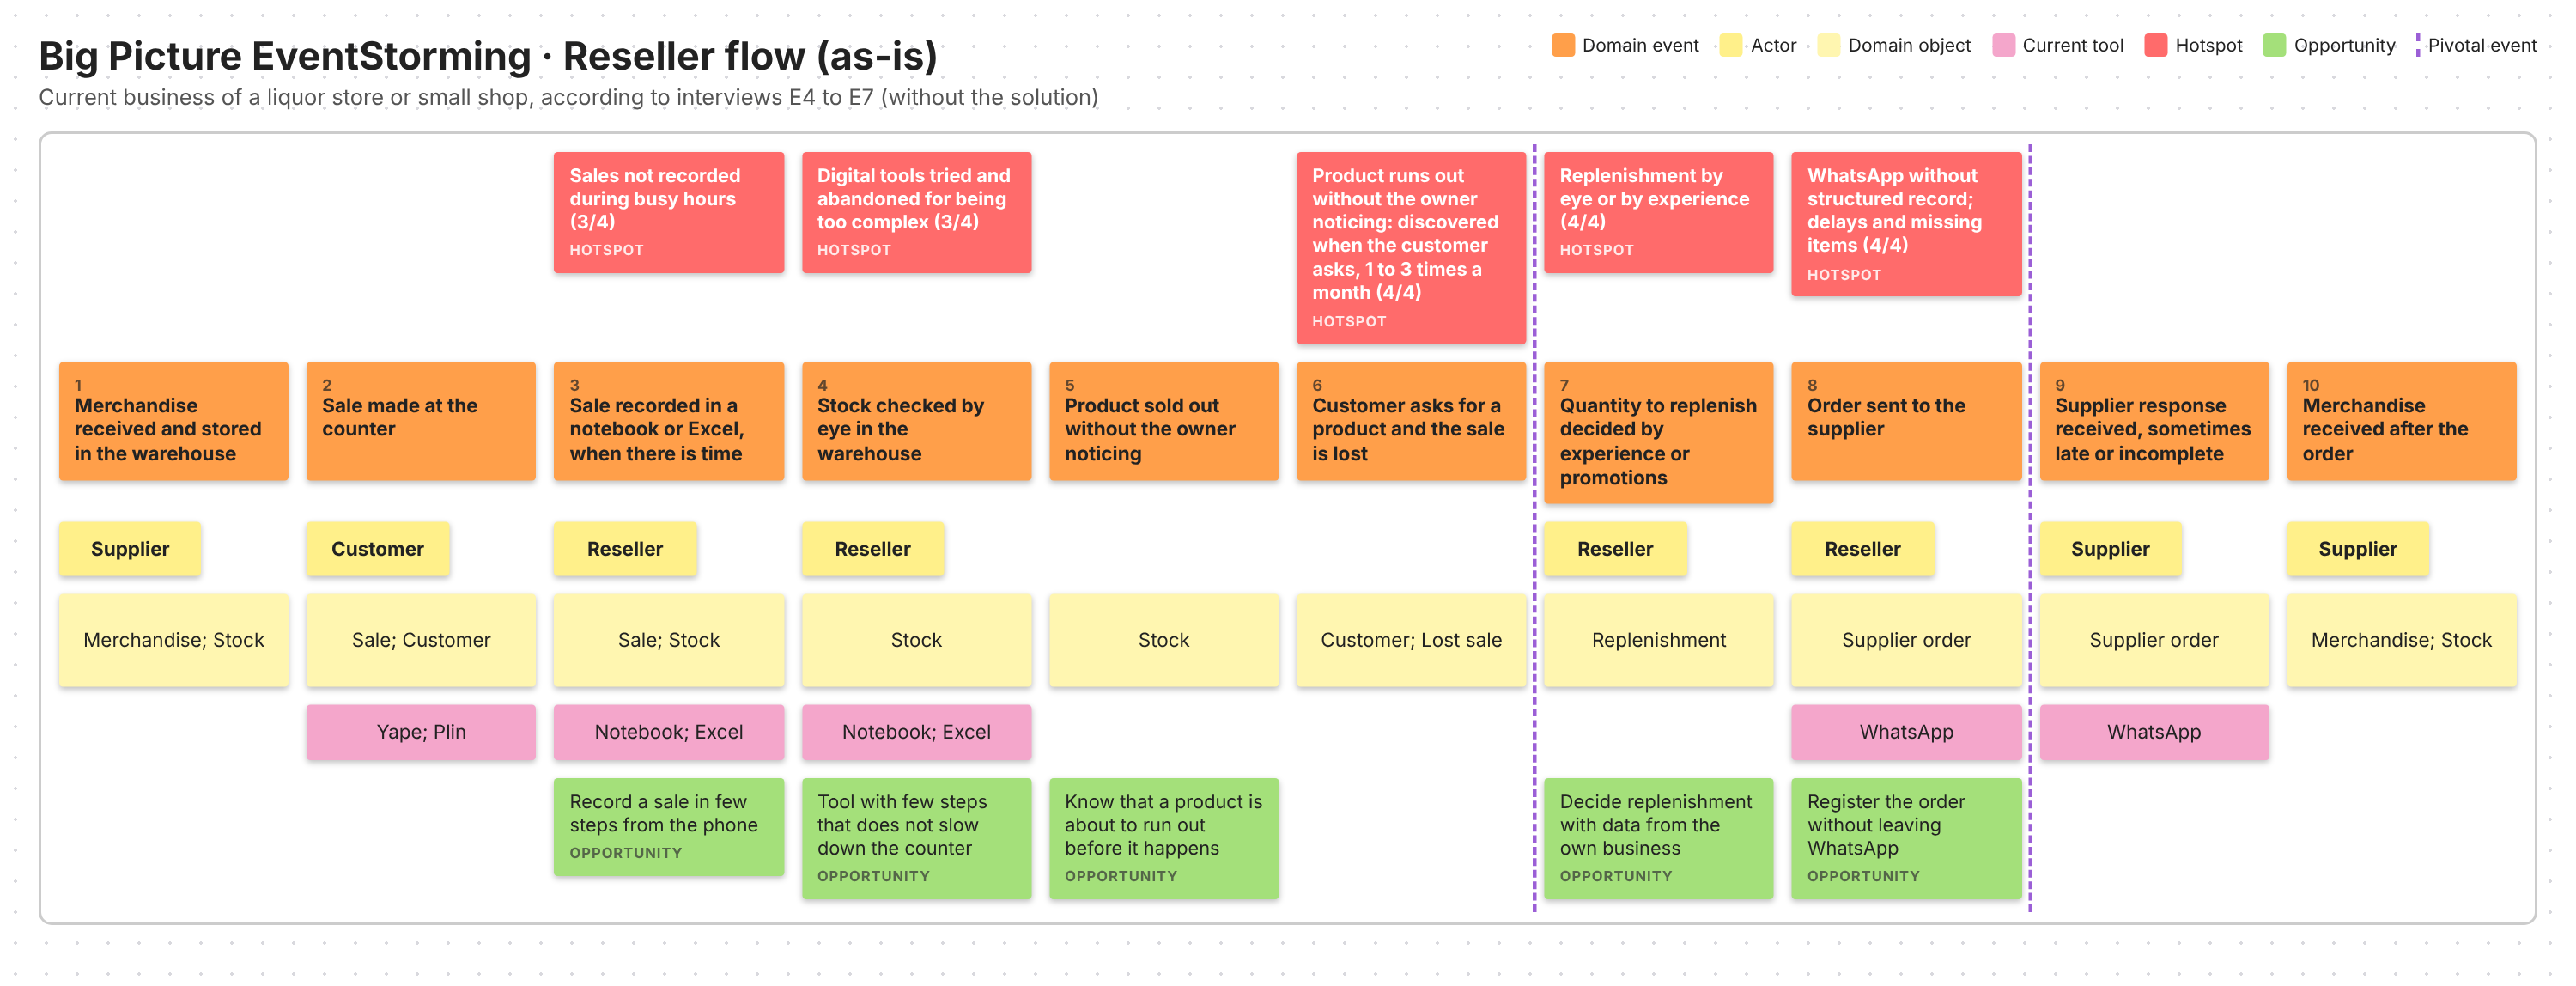 Big Picture EventStorming · Reseller flow (as-is)
Current business of a liquor store or small shop, according to interviews E4 to E7 (without the solution)
Domain event
Actor
Domain object
Current tool
Hotspot
Opportunity
Pivotal event
Sales not recorded
during busy hours
(3/4)
HOTSPOT
Digital tools tried and
abandoned for being
too complex (3/4)
HOTSPOT
Product runs out
without the owner
noticing: discovered
when the customer
asks, 1 to 3 times a
month (4/4)
HOTSPOT
Replenishment by
eye or by experience
(4/4)
HOTSPOT
WhatsApp without
structured record;
delays and missing
items (4/4)
HOTSPOT
1
Merchandise
received and stored
in the warehouse
2
Sale made at the
counter
3
Sale recorded in a
notebook or Excel,
when there is time
4
Stock checked by
eye in the
warehouse
5
Product sold out
without the owner
noticing
6
Customer asks for a
product and the sale
is lost
7
Quantity to replenish
decided by
experience or
promotions
8
Order sent to the
supplier
9
Supplier response
received, sometimes
late or incomplete
10
Merchandise
received after the
order
Supplier
Customer
Reseller
Reseller
Reseller
Reseller
Supplier
Supplier
Merchandise; Stock
Sale; Customer
Sale; Stock
Stock
Stock
Customer; Lost sale
Replenishment
Supplier order
Supplier order
Merchandise; Stock
Yape; Plin
Notebook; Excel
Notebook; Excel
WhatsApp
WhatsApp
Record a sale in few
steps from the phone
OPPORTUNITY
Tool with few steps
that does not slow
down the counter
OPPORTUNITY
Know that a product is
about to run out
before it happens
OPPORTUNITY
Decide replenishment
with data from the
own business
OPPORTUNITY
Register the order
without leaving
WhatsApp
OPPORTUNITY